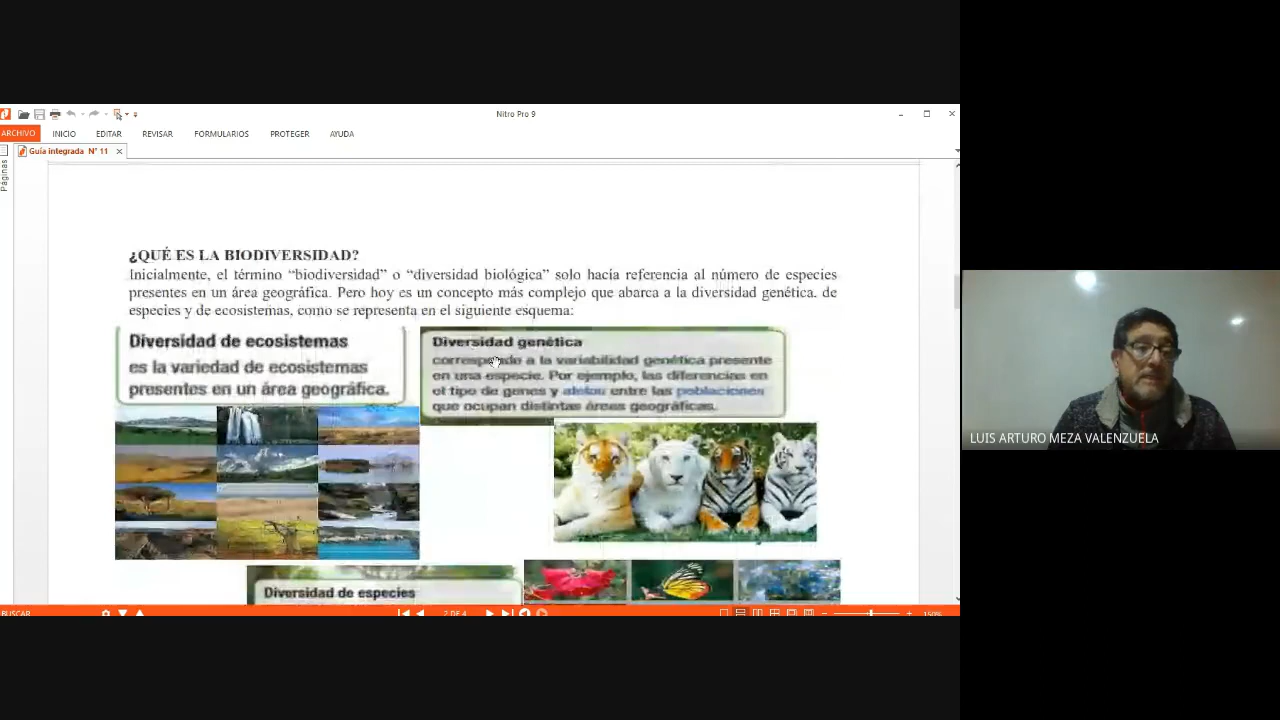 Nitro Pro 9
ARCHIVO INICIO EDITAR REVISAR FORMULARIOS PROTEGER AYUDA
Guía integrada N° 11
Páginas
¿QUÉ ES LA BIODIVERSIDAD?
Inicialmente, el término “biodiversidad” o “diversidad biológica” solo hacía referencia al número de especies
presentes en un área geográfica. Pero hoy es un concepto más complejo que abarca a la diversidad genética. de
especies y de ecosistemas, como se representa en el siguiente esquema:
Diversidad de ecosistemas
es la variedad de ecosistemas
presentes en un área geográfica.
Diversidad genética
corresponde a la variabilidad genética presente
en una especie. Por ejemplo, las diferencias en
el tipo de genes y alelos entre las poblaciones
que ocupan distintas áreas geográficas.
Diversidad de especies
BUSCAR
2 DE 4
150%
LUIS ARTURO MEZA VALENZUELA